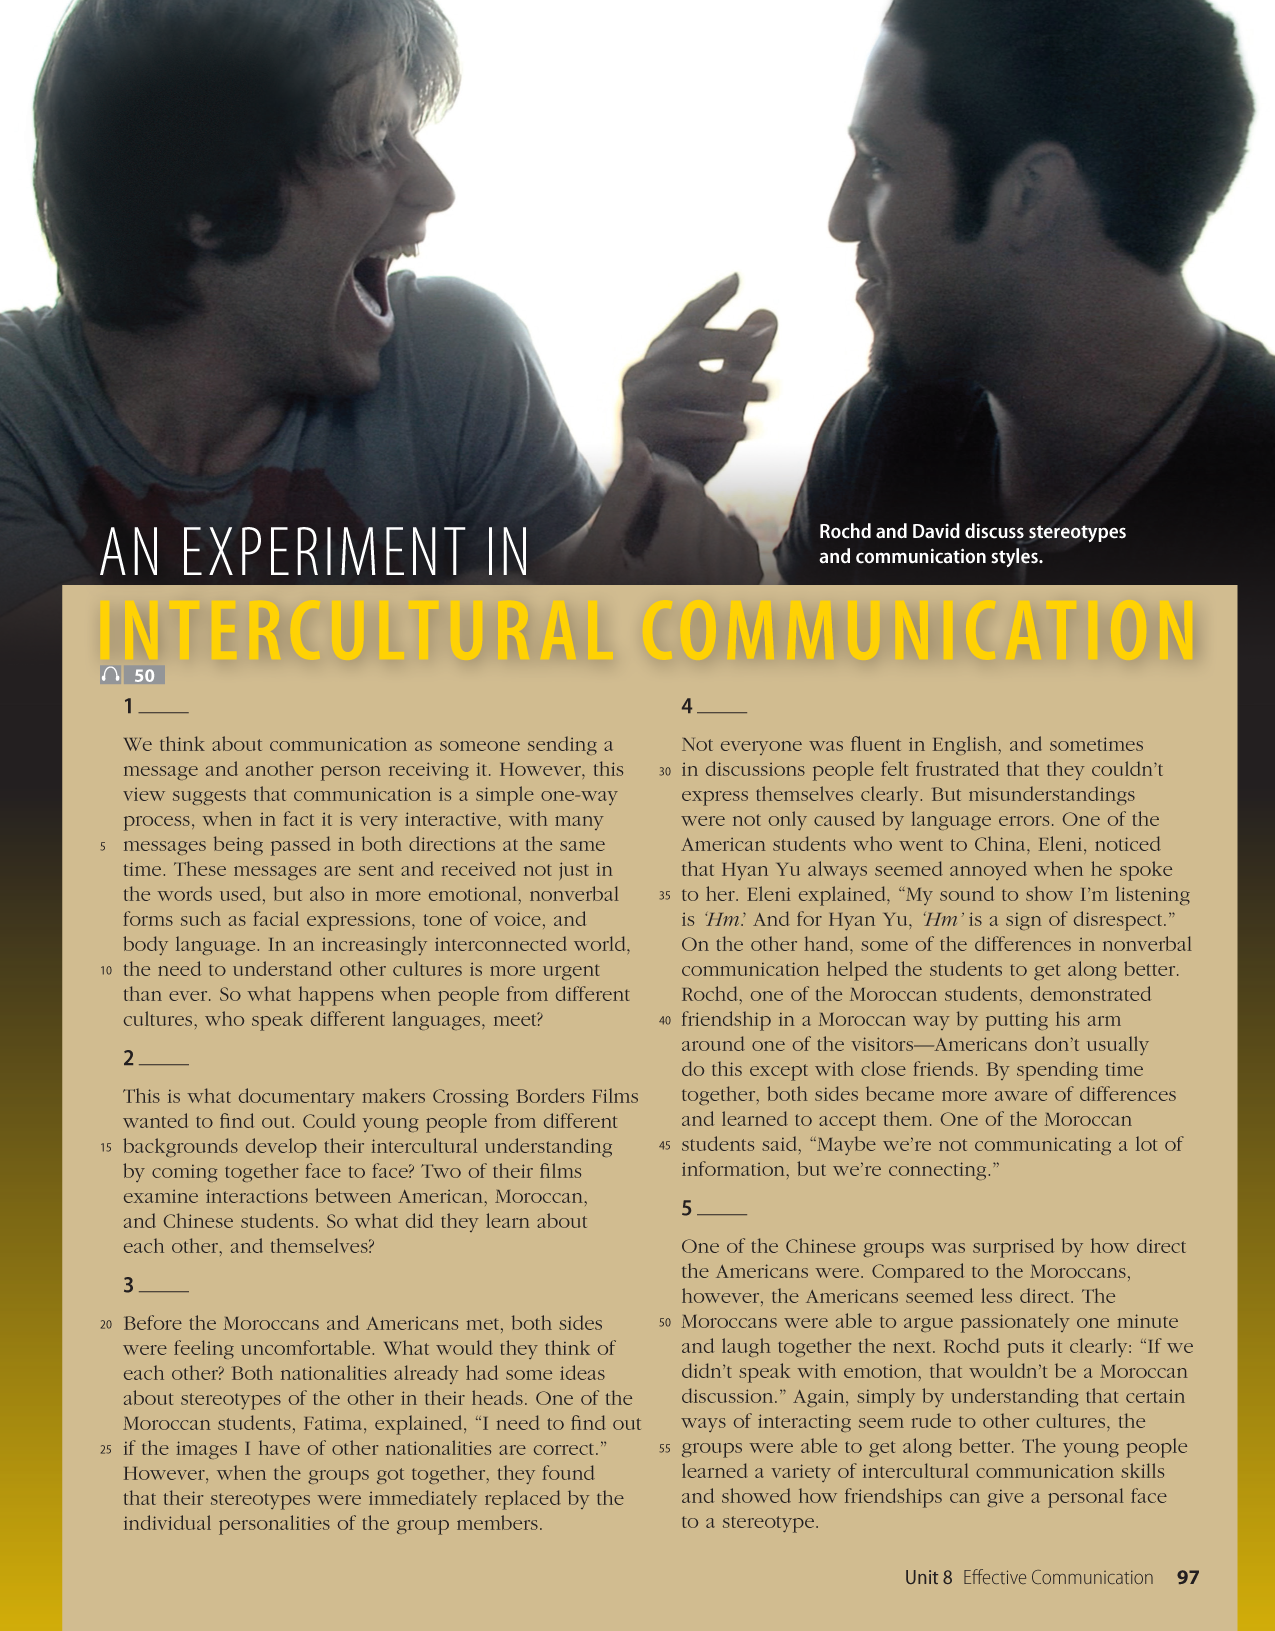 AN EXPERIMENT IN
Rochd and David discuss stereotypes
and communication styles.
INTERCULTURAL COMMUNICATION
50
1 _____
We think about communication as someone sending a
message and another person receiving it. However, this
view suggests that communication is a simple one-way
process, when in fact it is very interactive, with many
5 messages being passed in both directions at the same
time. These messages are sent and received not just in
the words used, but also in more emotional, nonverbal
forms such as facial expressions, tone of voice, and
body language. In an increasingly interconnected world,
10 the need to understand other cultures is more urgent
than ever. So what happens when people from different
cultures, who speak different languages, meet?
2 _____
This is what documentary makers Crossing Borders Films
wanted to find out. Could young people from different
15 backgrounds develop their intercultural understanding
by coming together face to face? Two of their films
examine interactions between American, Moroccan,
and Chinese students. So what did they learn about
each other, and themselves?
3 _____
20 Before the Moroccans and Americans met, both sides
were feeling uncomfortable. What would they think of
each other? Both nationalities already had some ideas
about stereotypes of the other in their heads. One of the
Moroccan students, Fatima, explained, “I need to find out
25 if the images I have of other nationalities are correct.”
However, when the groups got together, they found
that their stereotypes were immediately replaced by the
individual personalities of the group members.
4 _____
Not everyone was fluent in English, and sometimes
30 in discussions people felt frustrated that they couldn’t
express themselves clearly. But misunderstandings
were not only caused by language errors. One of the
American students who went to China, Eleni, noticed
that Hyan Yu always seemed annoyed when he spoke
35 to her. Eleni explained, “My sound to show I’m listening
is ‘Hm.’ And for Hyan Yu, ‘Hm’ is a sign of disrespect.”
On the other hand, some of the differences in nonverbal
communication helped the students to get along better.
Rochd, one of the Moroccan students, demonstrated
40 friendship in a Moroccan way by putting his arm
around one of the visitors—Americans don’t usually
do this except with close friends. By spending time
together, both sides became more aware of differences
and learned to accept them. One of the Moroccan
45 students said, “Maybe we’re not communicating a lot of
information, but we’re connecting.”
5 _____
One of the Chinese groups was surprised by how direct
the Americans were. Compared to the Moroccans,
however, the Americans seemed less direct. The
50 Moroccans were able to argue passionately one minute
and laugh together the next. Rochd puts it clearly: “If we
didn’t speak with emotion, that wouldn’t be a Moroccan
discussion.” Again, simply by understanding that certain
ways of interacting seem rude to other cultures, the
55 groups were able to get along better. The young people
learned a variety of intercultural communication skills
and showed how friendships can give a personal face
to a stereotype.
Unit 8 Effective Communication 97